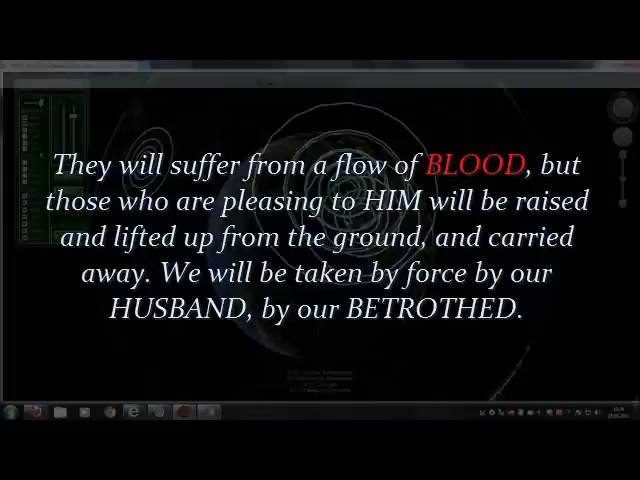 They will suffer from a flow of BLOOD, but
those who are pleasing to HIM will be raised
and lifted up from the ground, and carried
away. We will be taken by force by our
HUSBAND, by our BETROTHED.